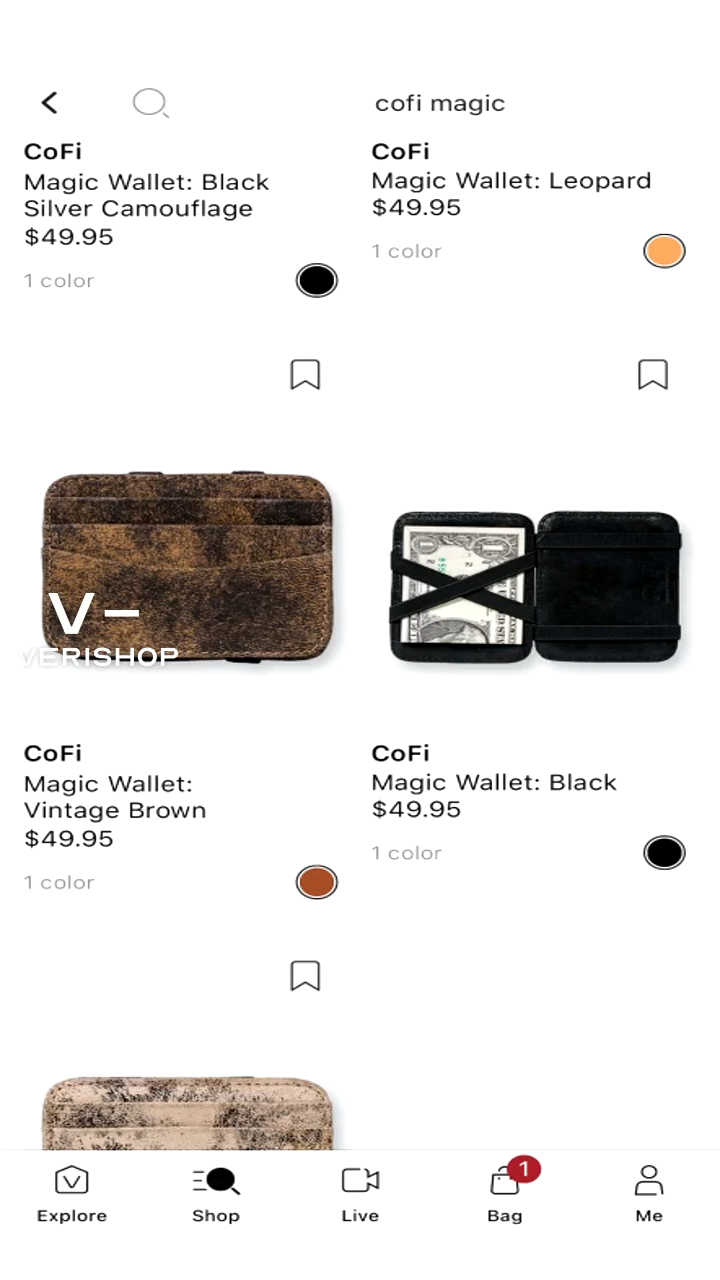 cofi magic
CoFi
Magic Wallet: Black
Silver Camouflage
$49.95
1 color
CoFi
Magic Wallet: Leopard
$49.95
1 color
V–
VERISHOP
CoFi
Magic Wallet:
Vintage Brown
$49.95
1 color
CoFi
Magic Wallet: Black
$49.95
1 color
Explore
Shop
Live
1
Bag
Me